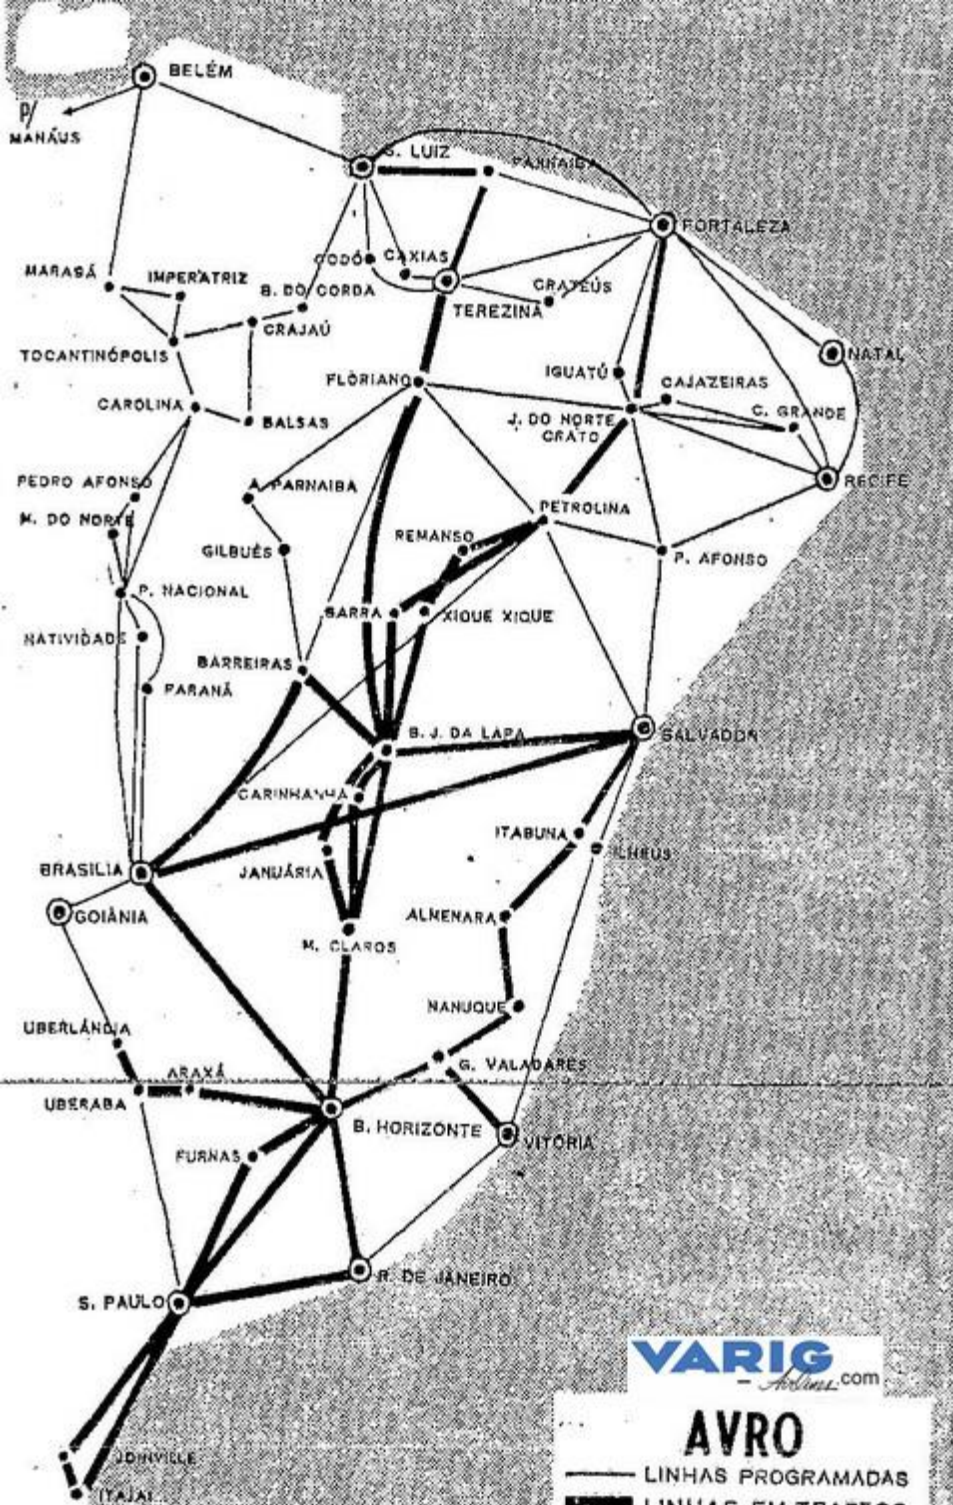 BELÉM
P/
MANÁUS
S. LUIZ
PARNAIBA
FORTALEZA
CODÓ
CAXIAS
MARABÁ
IMPERATRIZ
B. DO CORDA
CRATEÚS
TEREZINA
GRAJAÚ
TOCANTINÓPOLIS
NATAL
FLORIANO
IGUATÚ
CAJAZEIRAS
CAROLINA
BALSAS
J. DO NORTE
CRATO
C. GRANDE
PEDRO AFONSO
A. PARNAIBA
RECIFE
M. DO NORTE
PETROLINA
REMANSO
GILBUÉS
P. AFONSO
P. NACIONAL
BARRA
XIQUE XIQUE
NATIVIDADE
BARREIRAS
PARANÃ
B. J. DA LAPA
SALVADOR
CARINHANHA
ITABUNA
ILHEUS
BRASILIA
JANUÁRIA
GOIÂNIA
ALMENARA
M. CLAROS
NANUQUE
UBERLÂNDIA
G. VALADARES
ARAXÁ
UBERABA
B. HORIZONTE
VITÓRIA
FURNAS
R. DE JANEIRO
S. PAULO
VARIG
.com
AVRO
JOINVILLE
LINHAS PROGRAMADAS
ITAJAI